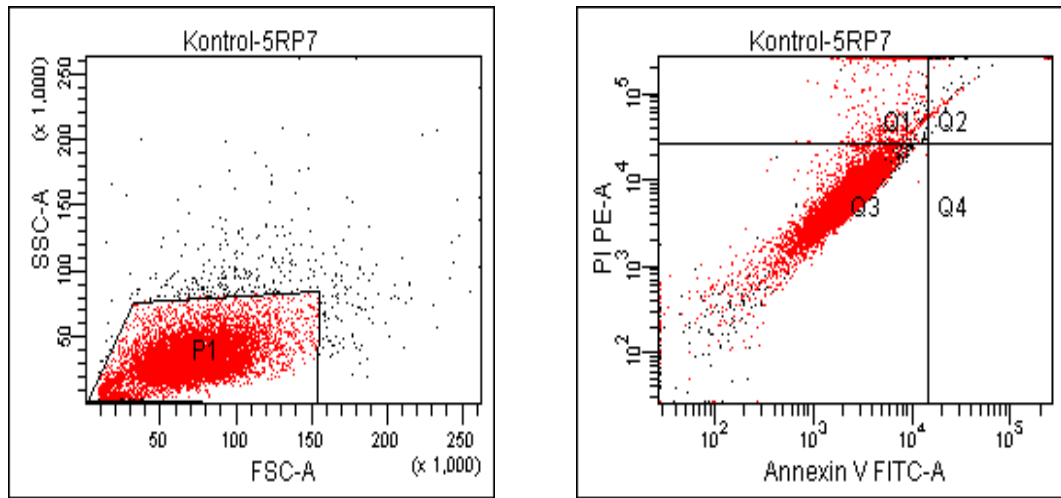 Kontrol-5RP7
SSC-A
(x 1,000)
250
200
150
100
50
P1
50 100 150 200 250
FSC-A
(x 1,000)
Kontrol-5RP7
PI PE-A
10^5
10^4
10^3
10^2
Q1 Q2
Q3 Q4
10^2 10^3 10^4 10^5
Annexin V FITC-A